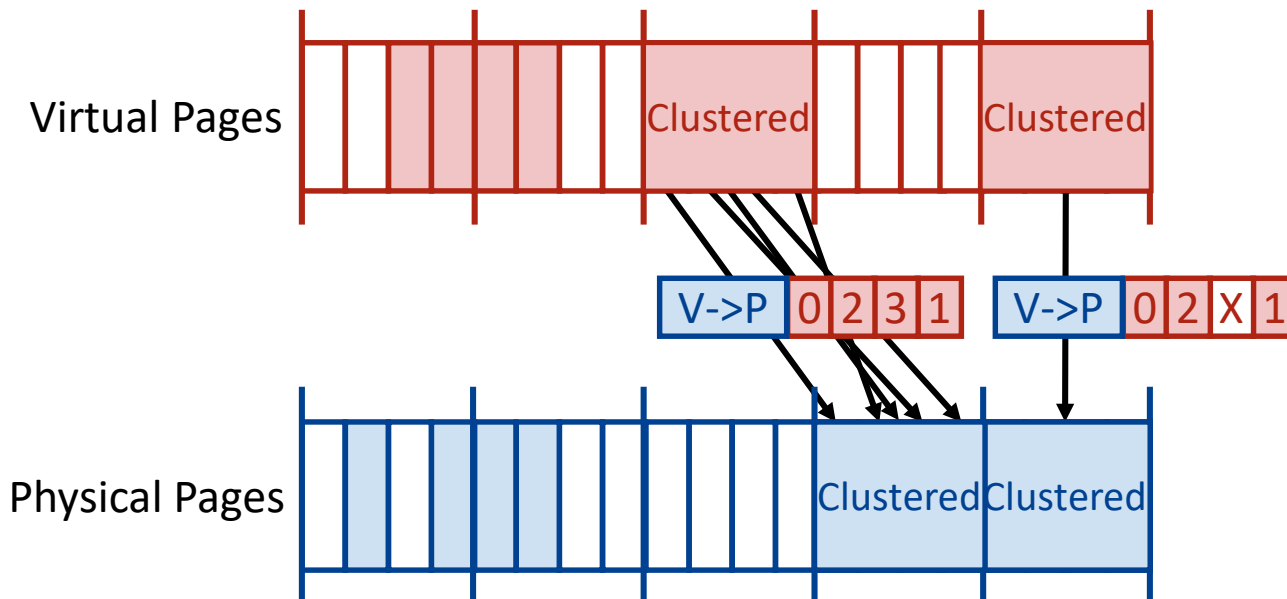 Virtual Pages
Clustered
Clustered
V->P 0 2 3 1
V->P 0 2 X 1
Physical Pages
Clustered
Clustered